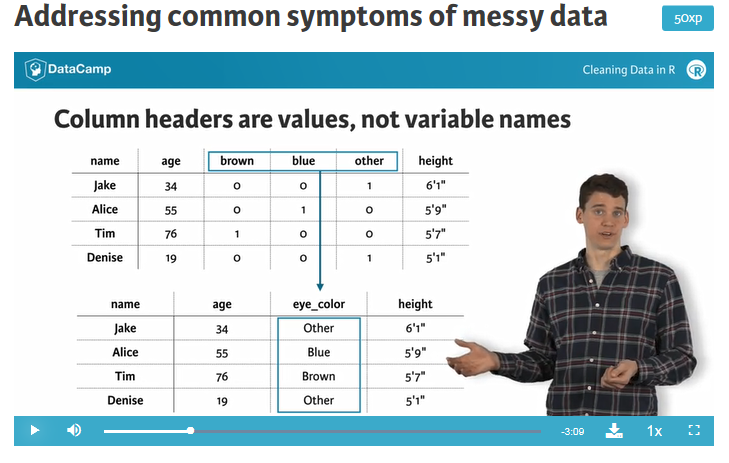 Addressing common symptoms of messy data
50xp
DataCamp
Cleaning Data in R
R
Column headers are values, not variable names
name age brown blue other height
Jake 34 0 0 1 6'1"
Alice 55 0 1 0 5'9"
Tim 76 1 0 0 5'7"
Denise 19 0 0 1 5'1"
name age eye_color height
Jake 34 Other 6'1"
Alice 55 Blue 5'9"
Tim 76 Brown 5'7"
Denise 19 Other 5'1"
-3:09
1x